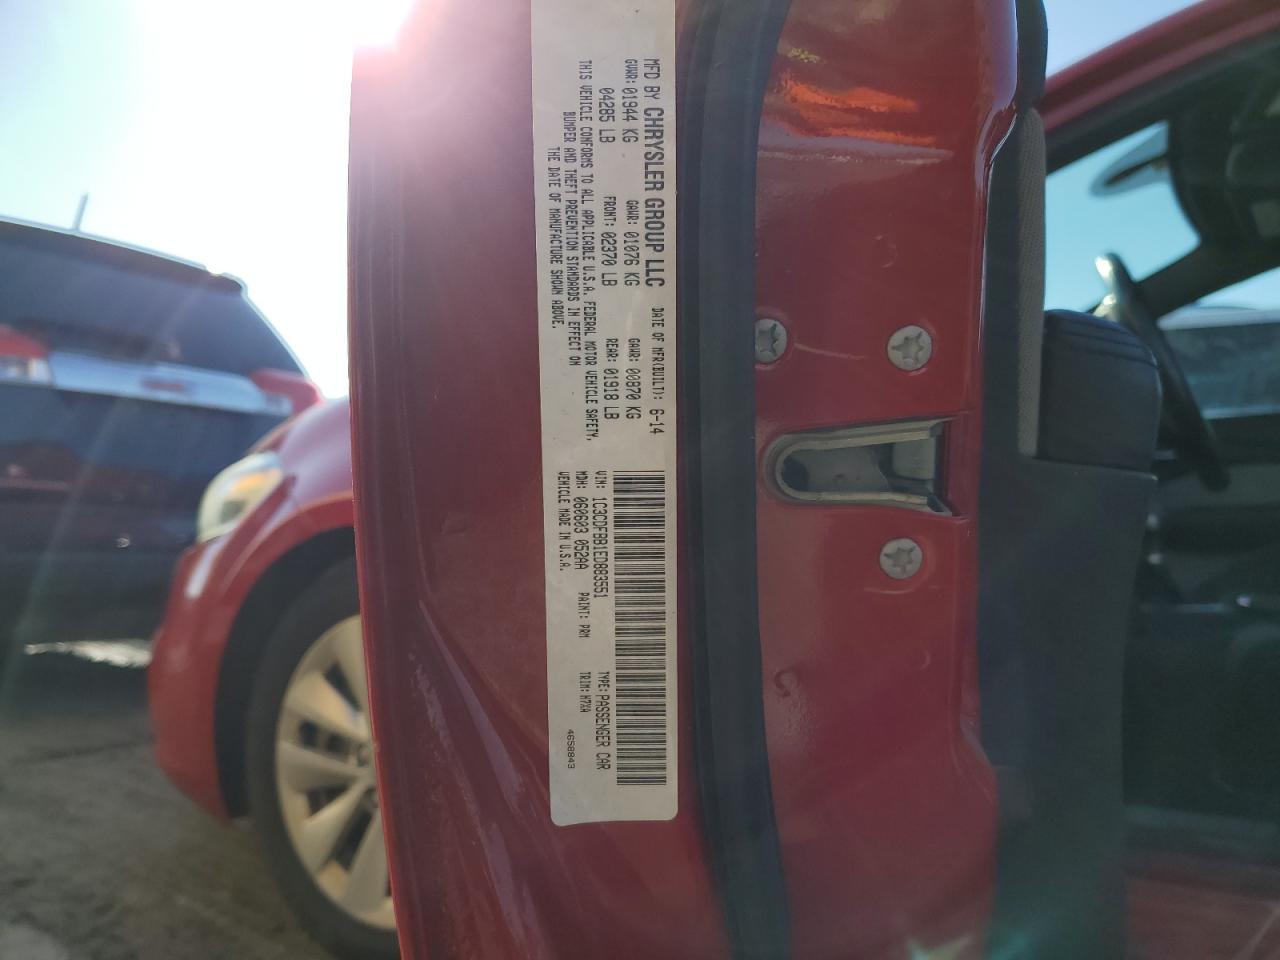 MFD BY CHRYSLER GROUP LLC DATE OF MFR(BUILT): 6-14
GVWR: 01944 KG GAWR: 01076 KG GAWR: 00870 KG
04285 LB FRONT: 02370 LB REAR: 01918 LB
THIS VEHICLE CONFORMS TO ALL APPLICABLE U.S.A. FEDERAL MOTOR VEHICLE SAFETY,
BUMPER AND THEFT PREVENTION STANDARDS IN EFFECT ON
THE DATE OF MANUFACTURE SHOWN ABOVE.
VIN: 1C3CDFBB1ED883551 TYPE: PASSENGER CAR
MDH: 060603 052AA PAINT: PRM TRIM: H7XA
VEHICLE MADE IN U.S.A.
4658843